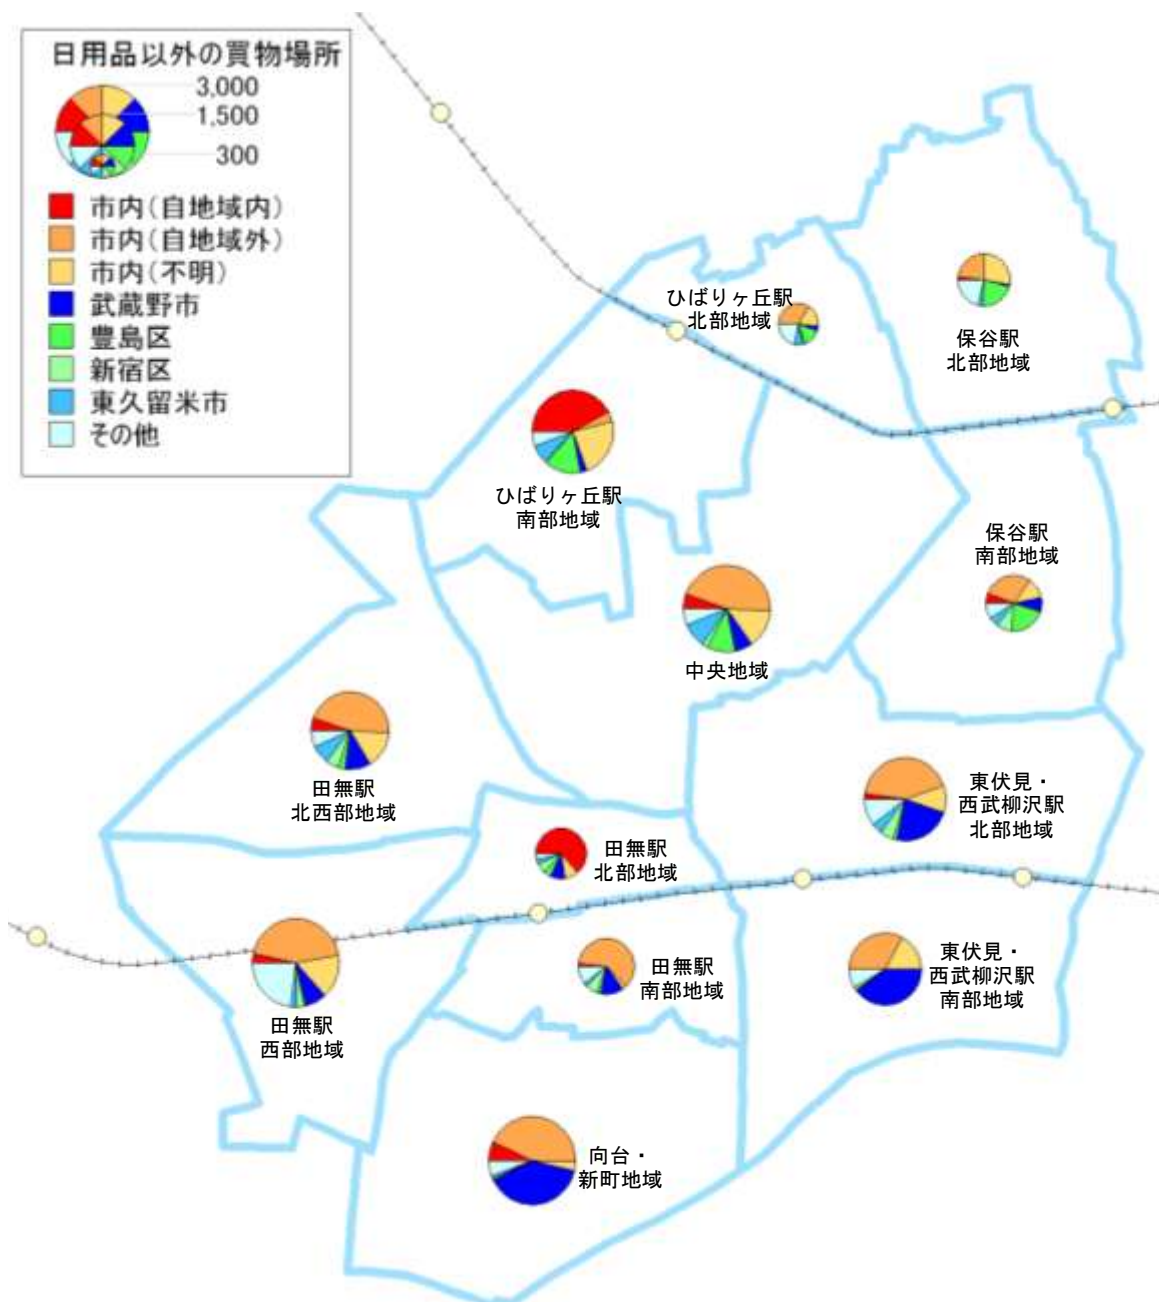 日用品以外の買物場所
3,000
1,500
300
市内(自地域内)
市内(自地域外)
市内(不明)
武蔵野市
豊島区
新宿区
東久留米市
その他
ひばりヶ丘駅
北部地域
保谷駅
北部地域
ひばりヶ丘駅
南部地域
保谷駅
南部地域
中央地域
田無駅
北西部地域
東伏見・
西武柳沢駅
北部地域
田無駅
北部地域
田無駅
西部地域
田無駅
南部地域
東伏見・
西武柳沢駅
南部地域
向台・
新町地域